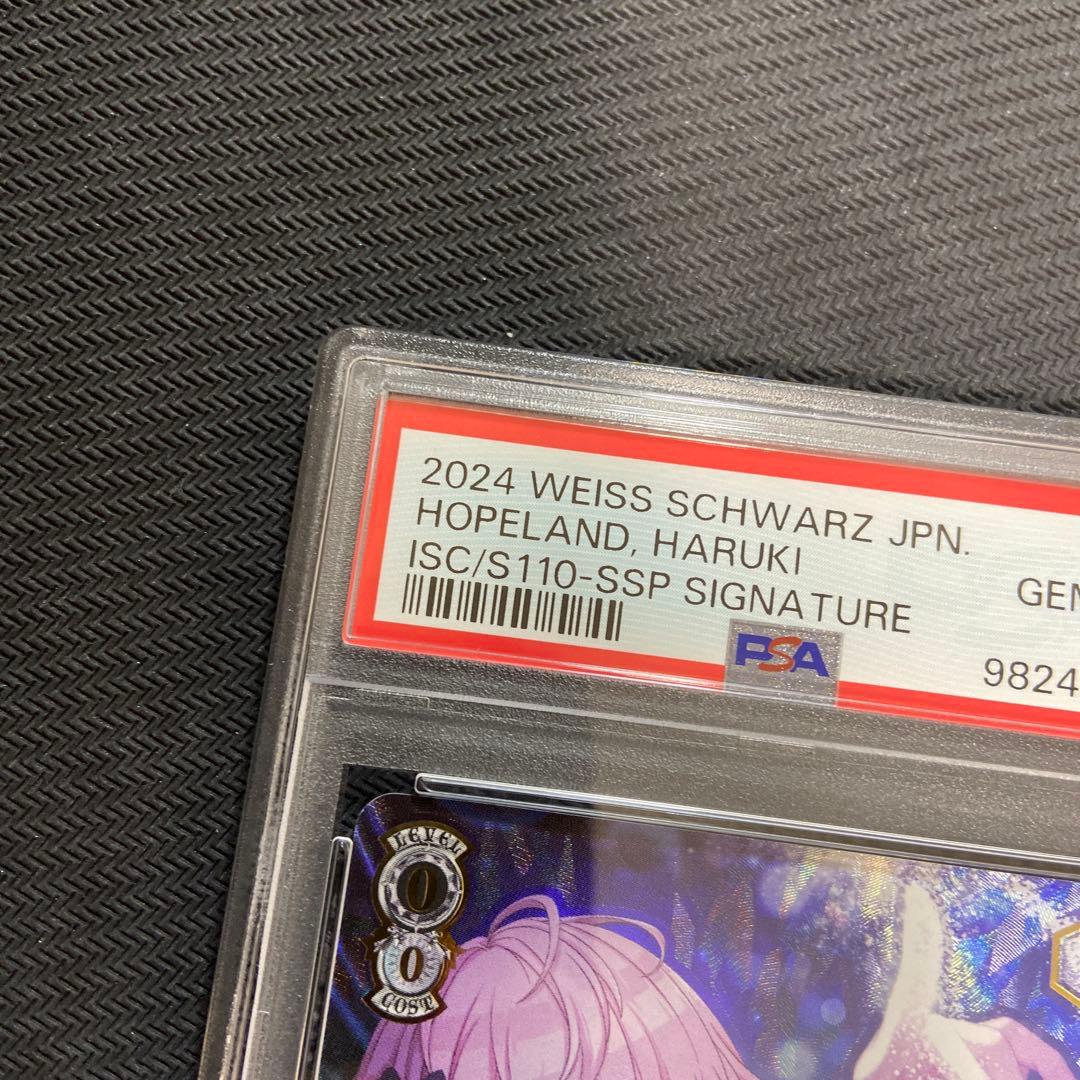 2024 WEISS SCHWARZ JPN.
HOPELAND, HARUKI
ISC/S110-SSP SIGNATURE
GEM
9824
PSA
LEVEL
0
0
COST